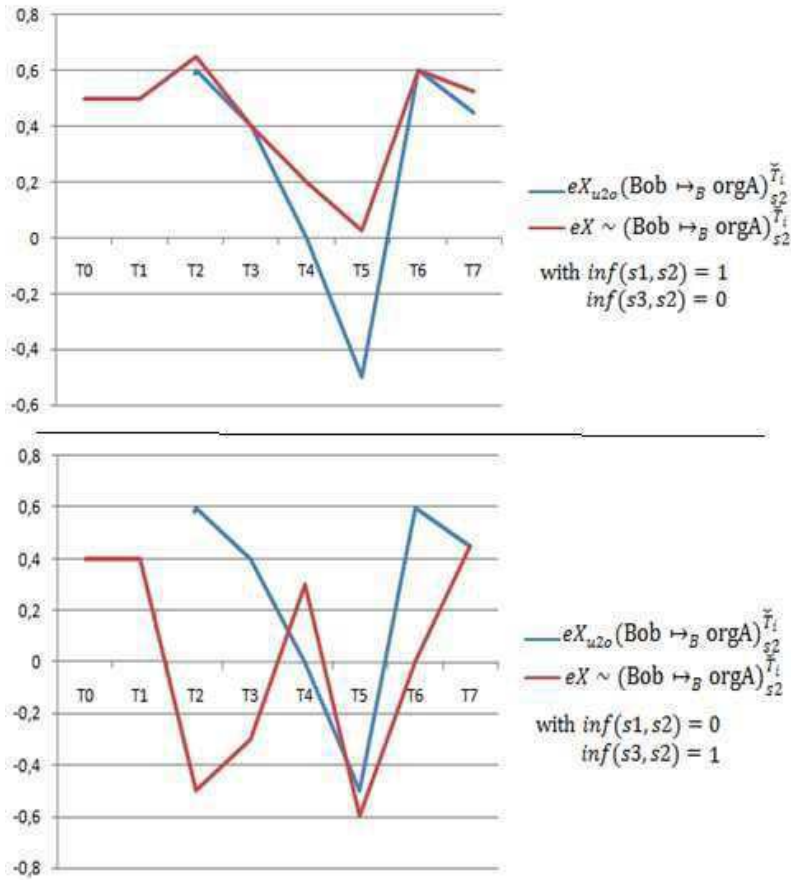 0,8
0,6
0,4
0,2
0
T0 T1 T2 T3 T4 T5 T6 T7
-0,2
-0,4
-0,6
eX_{u2o}(Bob ↦_B orgA)_{s2}^{Ť_i}
eX ~ (Bob ↦_B orgA)_{s2}^{Ť_i}
with inf(s1, s2) = 1
inf(s3, s2) = 0
0,8
0,6
0,4
0,2
0
T0 T1 T2 T3 T4 T5 T6 T7
-0,2
-0,4
-0,6
-0,8
eX_{u2o}(Bob ↦_B orgA)_{s2}^{Ť_i}
eX ~ (Bob ↦_B orgA)_{s2}^{Ť_i}
with inf(s1, s2) = 0
inf(s3, s2) = 1